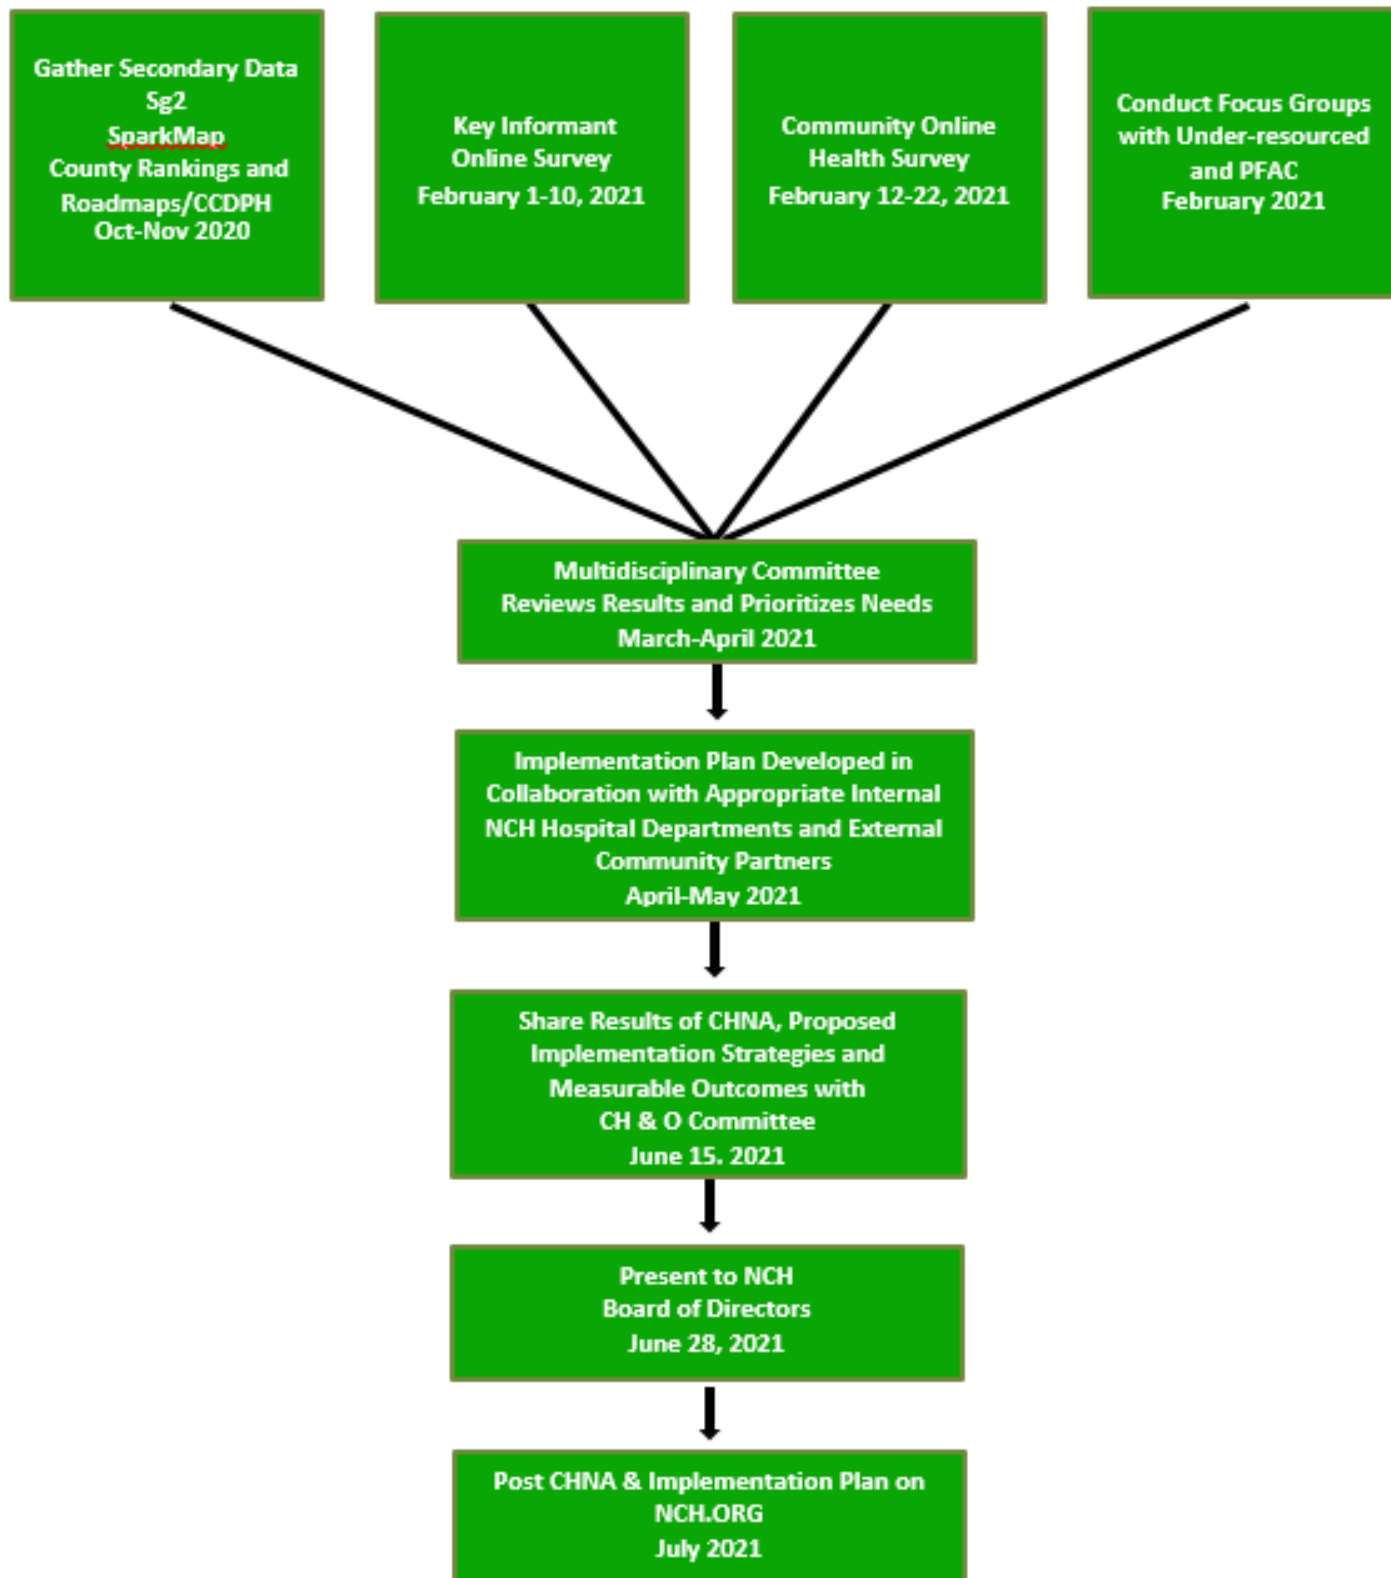 Gather Secondary Data
Sg2
SparkMap
County Rankings and
Roadmaps/CCDPH
Oct-Nov 2020
Key Informant
Online Survey
February 1-10, 2021
Community Online
Health Survey
February 12-22, 2021
Conduct Focus Groups
with Under-resourced
and PFAC
February 2021
Multidisciplinary Committee
Reviews Results and Prioritizes Needs
March-April 2021
Implementation Plan Developed in
Collaboration with Appropriate Internal
NCH Hospital Departments and External
Community Partners
April-May 2021
Share Results of CHNA, Proposed
Implementation Strategies and
Measurable Outcomes with
CH & O Committee
June 15. 2021
Present to NCH
Board of Directors
June 28, 2021
Post CHNA & Implementation Plan on
NCH.ORG
July 2021